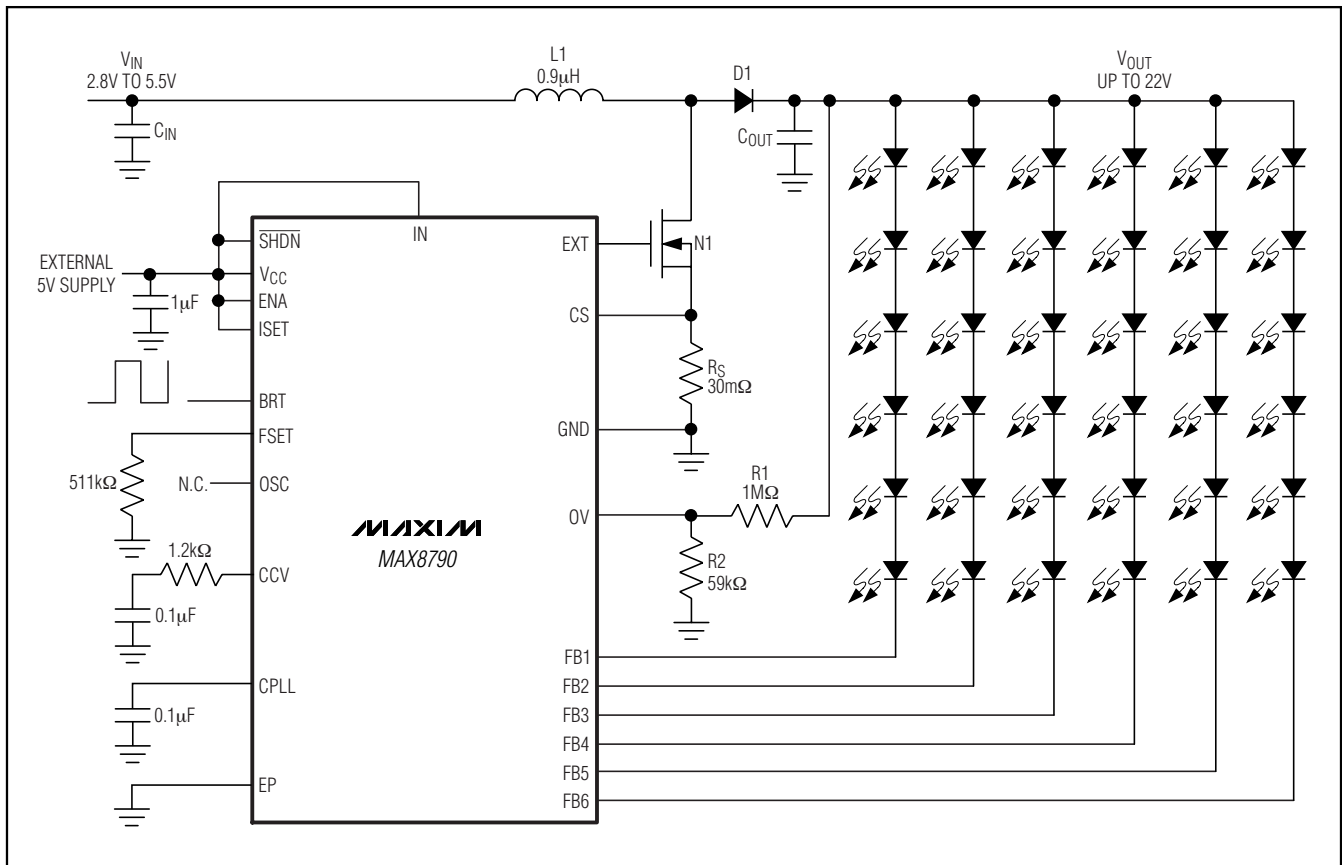 VIN
2.8V TO 5.5V
CIN
L1
0.9μH
D1
COUT
VOUT
UP TO 22V
EXTERNAL
5V SUPPLY
1μF
SHDN
VCC
ENA
ISET
IN
EXT
N1
CS
RS
30mΩ
GND
BRT
FSET
511kΩ
N.C.
OSC
1.2kΩ
CCV
0.1μF
CPLL
0.1μF
EP
MAXIM
MAX8790
OV
R1
1MΩ
R2
59kΩ
FB1
FB2
FB3
FB4
FB5
FB6